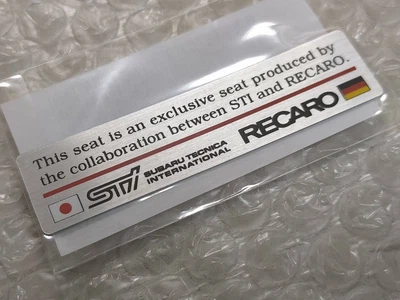 This seat is an exclusive seat produced by
the collaboration between STI and RECARO.
STI SUBARU TECNICA INTERNATIONAL RECARO